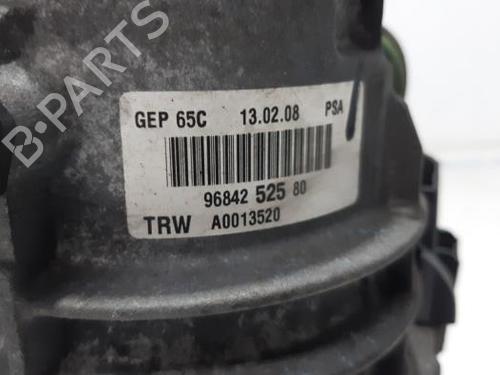 B-PARTS
GEP 65C 13.02.08 PSA
96842 525 80
TRW A0013520